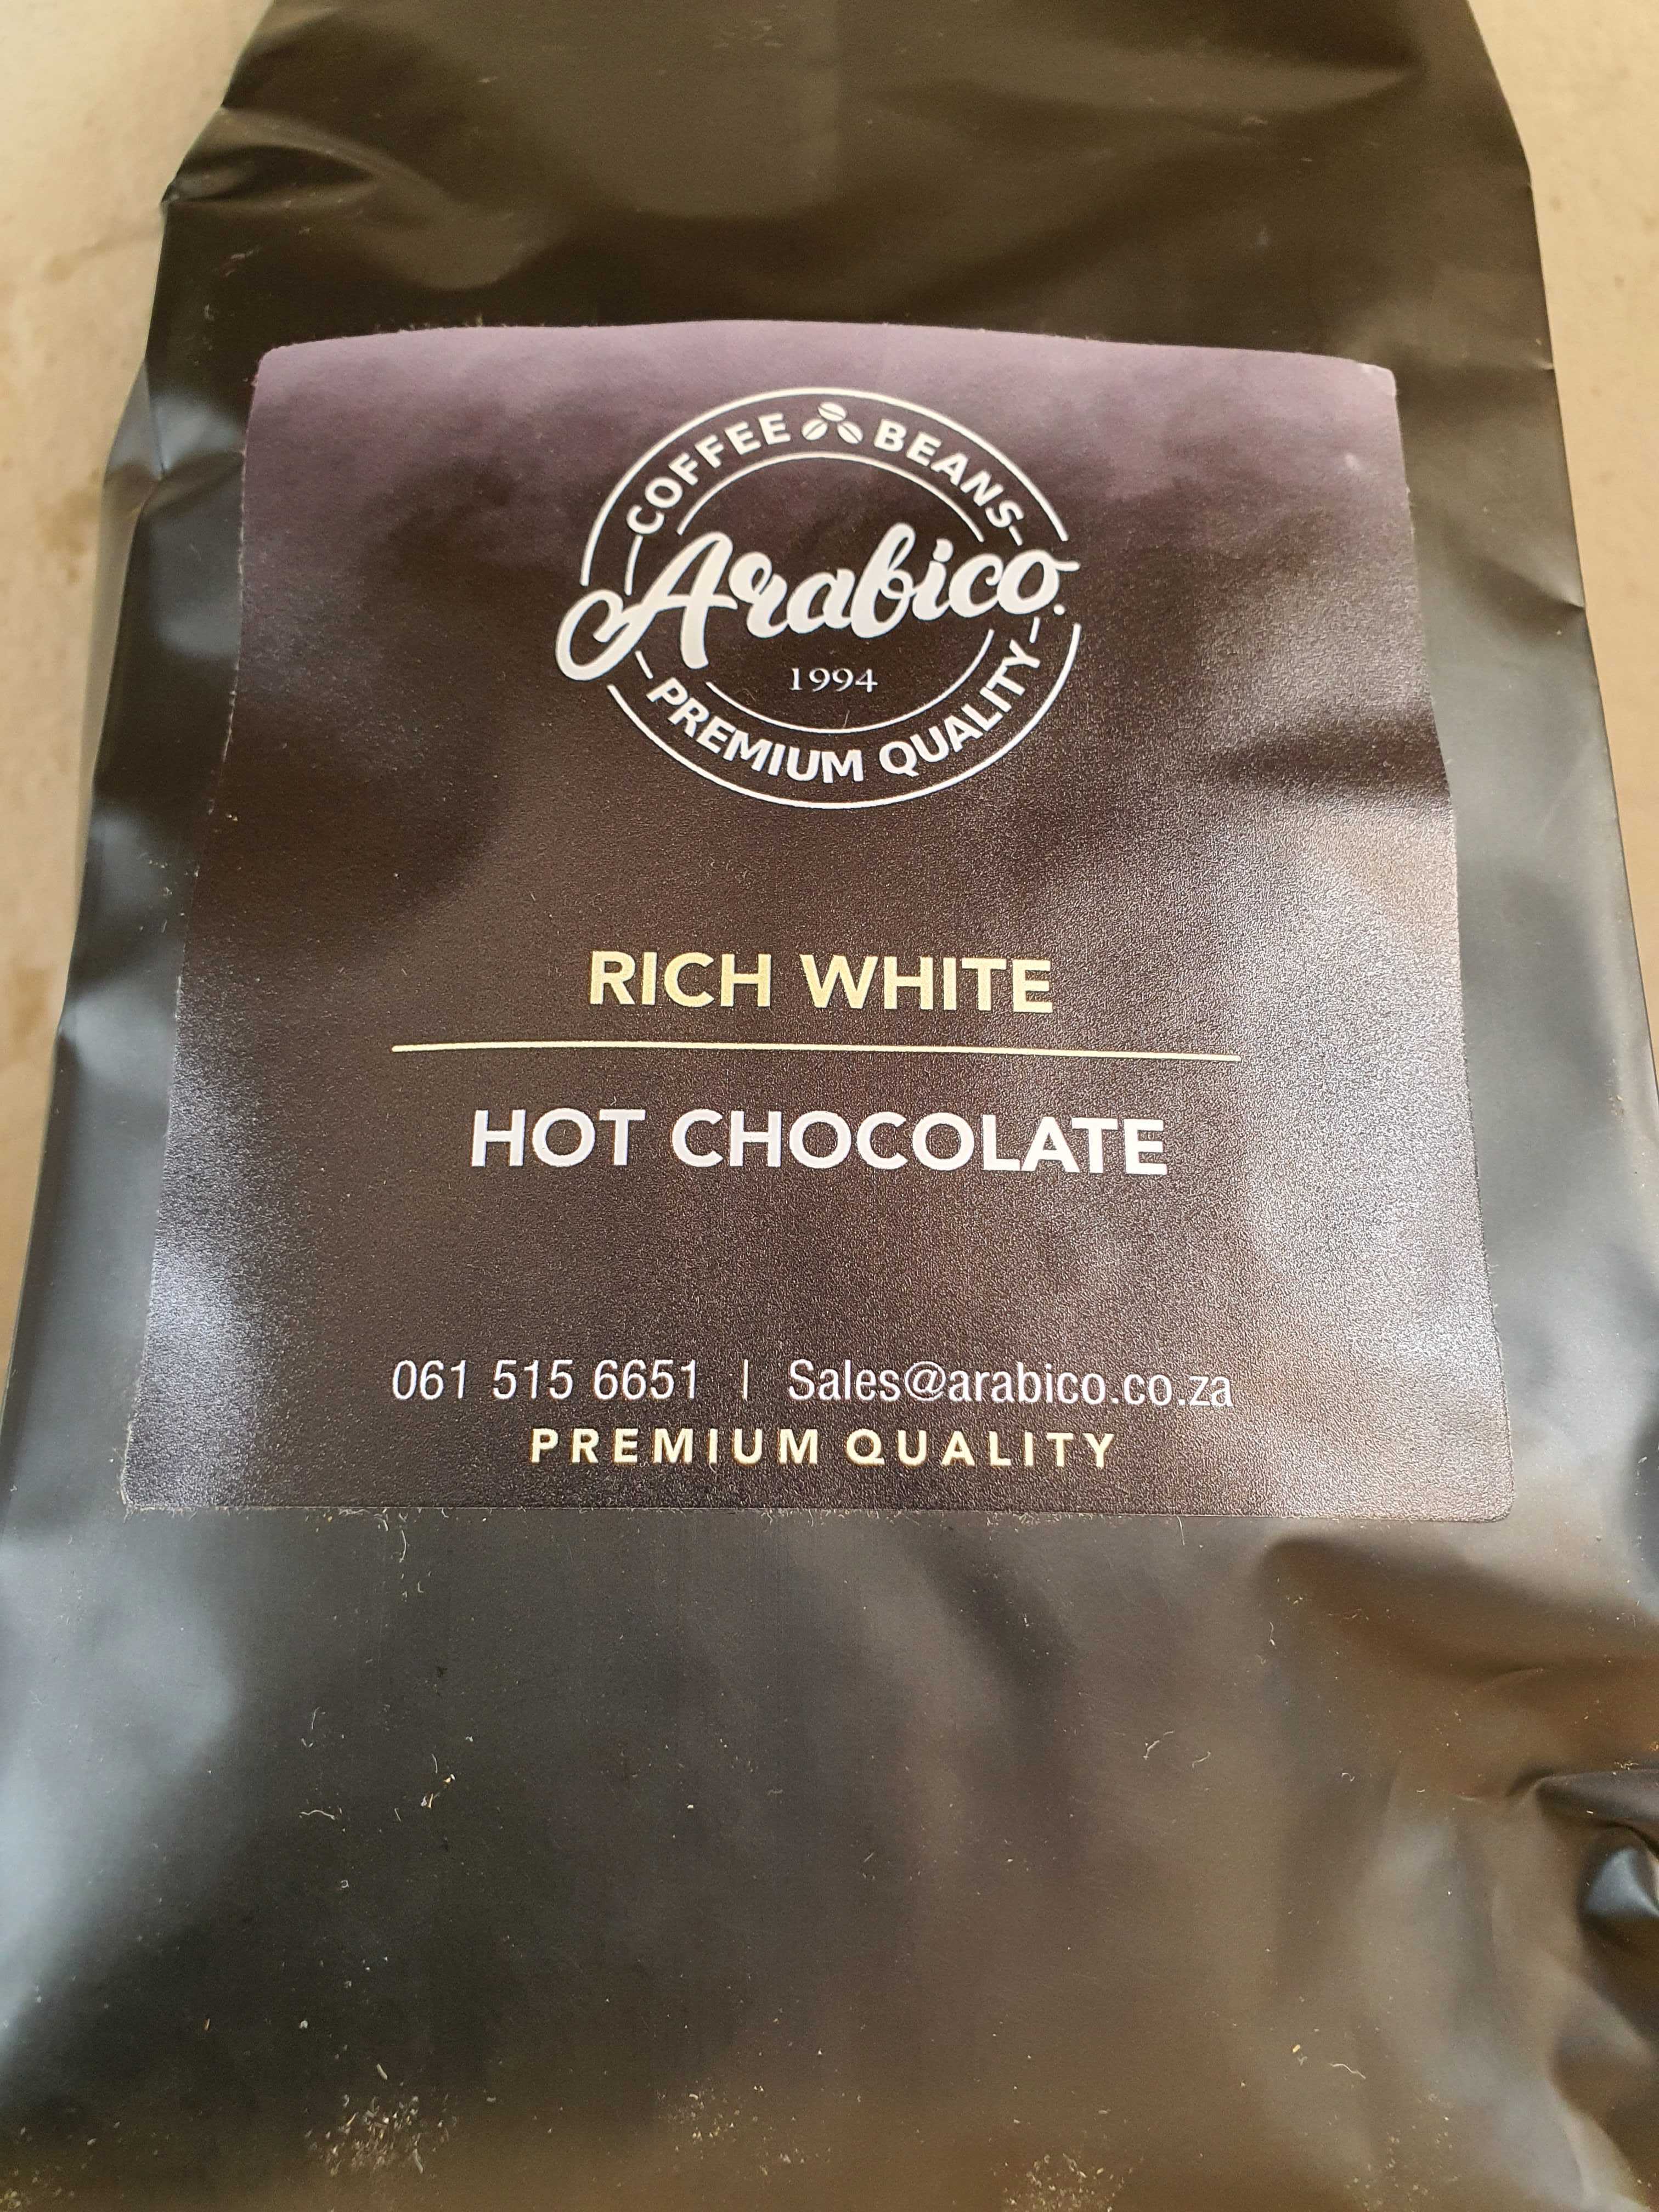 COFFEE BEANS
Arabico.
1994
PREMIUM QUALITY
RICH WHITE
HOT CHOCOLATE
061 515 6651 | Sales@arabico.co.za
PREMIUM QUALITY